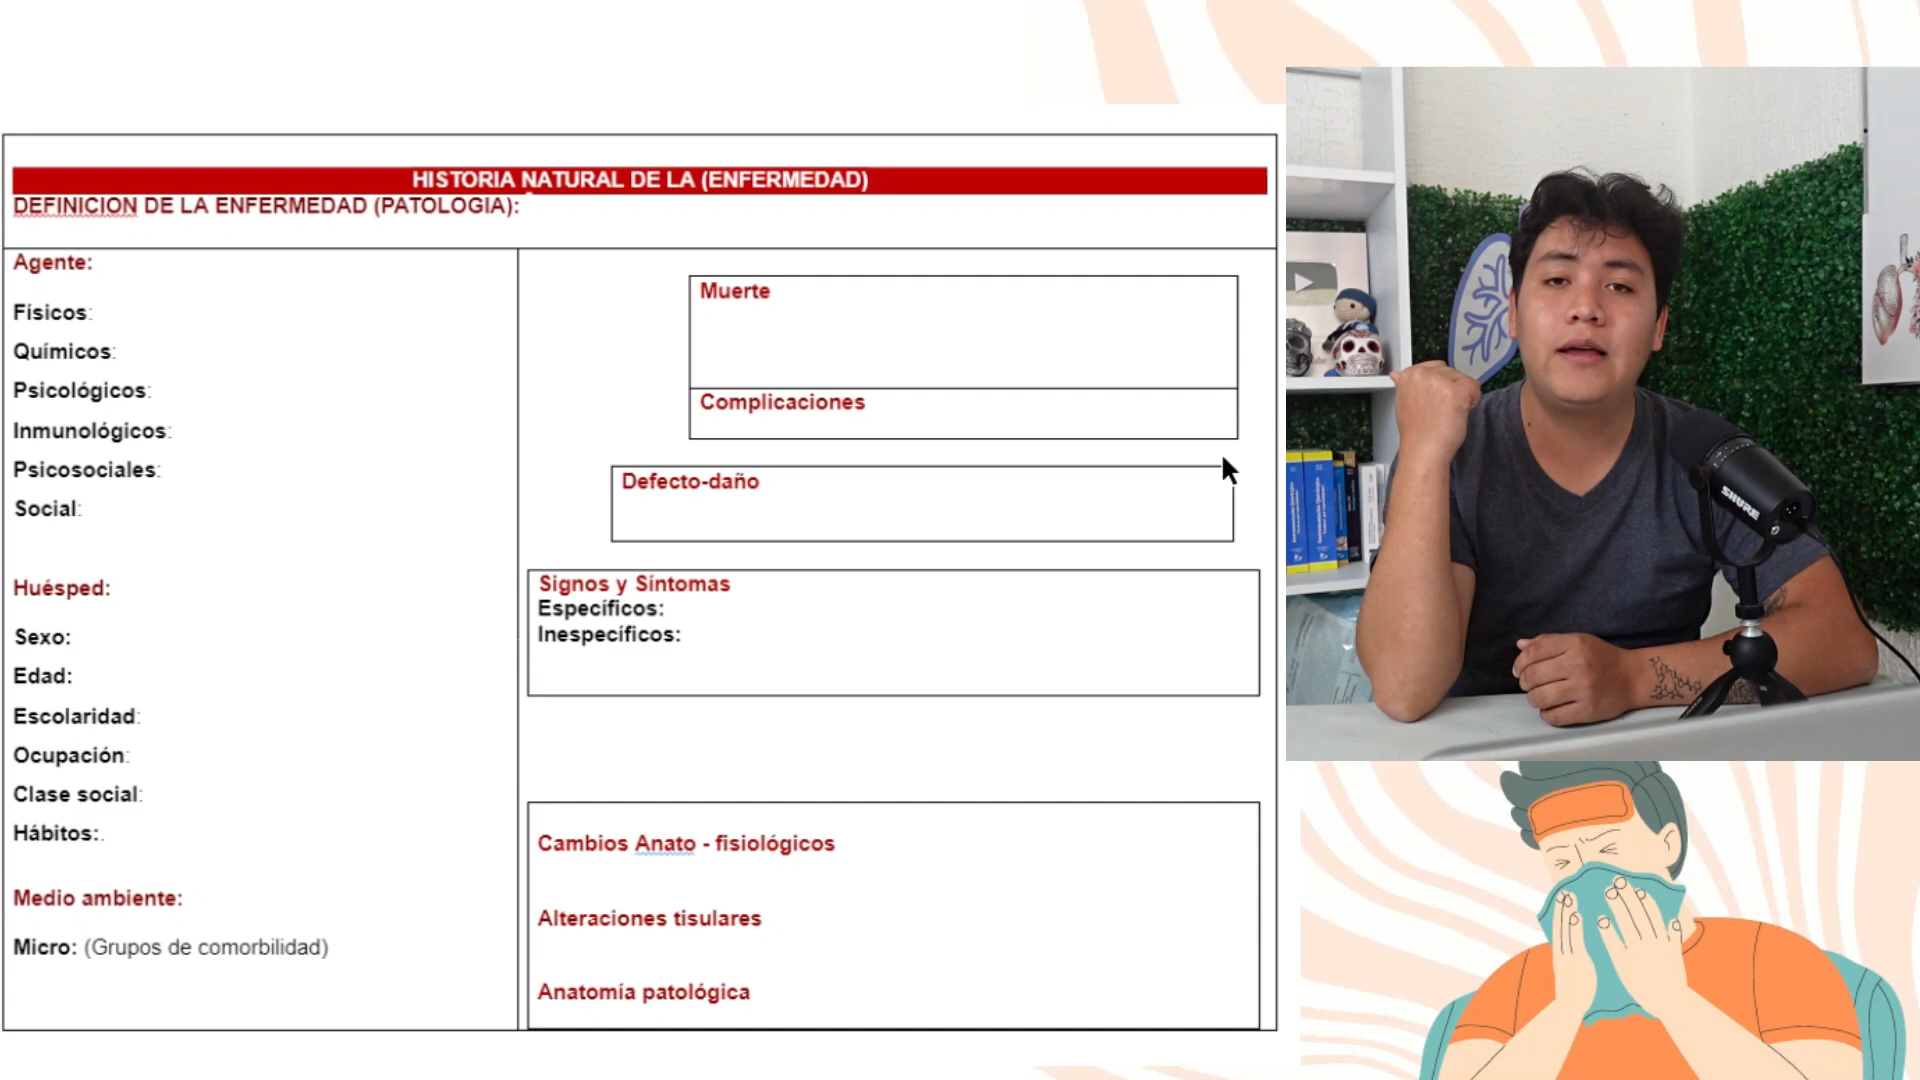 HISTORIA NATURAL DE LA (ENFERMEDAD)
DEFINICION DE LA ENFERMEDAD (PATOLOGIA):
Agente:
Físicos:
Químicos:
Psicológicos:
Inmunológicos:
Psicosociales:
Social:
Huésped:
Sexo:
Edad:
Escolaridad:
Ocupación:
Clase social:
Hábitos:.
Medio ambiente:
Micro: (Grupos de comorbilidad)
Muerte
Complicaciones
Defecto-daño
Signos y Síntomas
Específicos:
Inespecíficos:
Cambios Anato - fisiológicos
Alteraciones tisulares
Anatomía patológica
SHURE